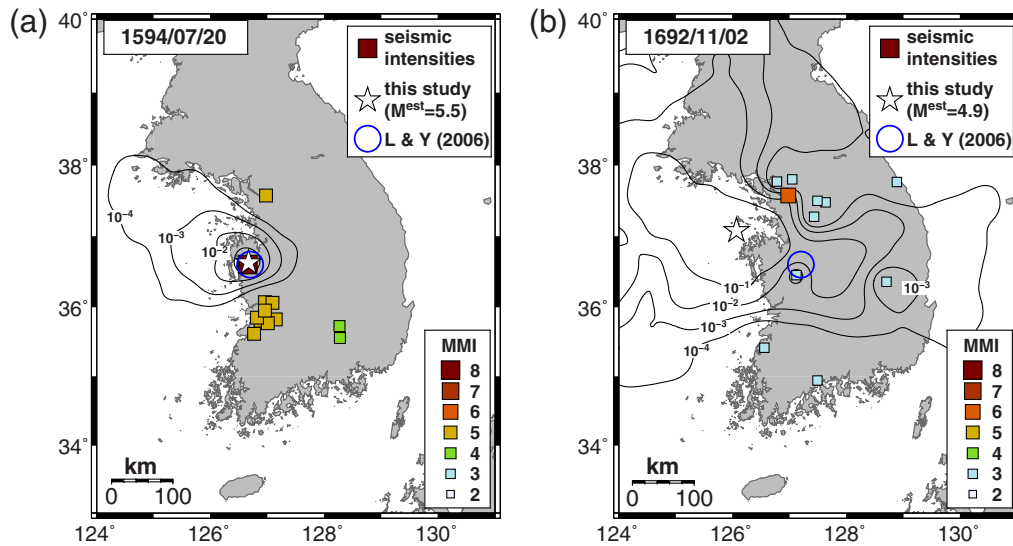 (a)
1594/07/20
seismic
intensities
this study
(Mᵉˢᵗ=5.5)
L & Y (2006)
40˚
38˚
36˚
34˚
10⁻⁴
10⁻³
10⁻²
MMI
8
7
6
5
4
3
2
km
0 100
124˚ 126˚ 128˚ 130˚
(b)
1692/11/02
seismic
intensities
this study
(Mᵉˢᵗ=4.9)
L & Y (2006)
40˚
38˚
36˚
34˚
10⁻¹
10⁻²
10⁻³
10⁻⁴
10⁻³
MMI
8
7
6
5
4
3
2
km
0 100
124˚ 126˚ 128˚ 130˚